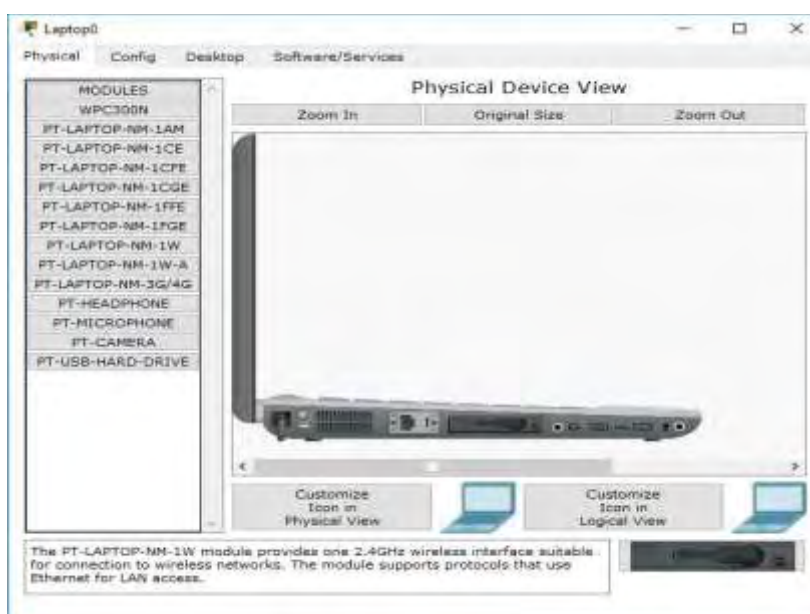 Laptop0
Physical Config Desktop Software/Services
MODULES
WPC300N
PT-LAPTOP-NM-1AM
PT-LAPTOP-NM-1CE
PT-LAPTOP-NM-1CFE
PT-LAPTOP-NM-1CGE
PT-LAPTOP-NM-1FFE
PT-LAPTOP-NM-1FGE
PT-LAPTOP-NM-1W
PT-LAPTOP-NM-1W-A
PT-LAPTOP-NM-3G/4G
PT-HEADPHONE
PT-MICROPHONE
PT-CAMERA
PT-USB-HARD-DRIVE
Physical Device View
Zoom In Original Size Zoom Out
Customize
Icon in
Physical View
Customize
Icon in
Logical View
The PT-LAPTOP-NM-1W module provides one 2.4GHz wireless interface suitable
for connection to wireless networks. The module supports protocols that use
Ethernet for LAN access.